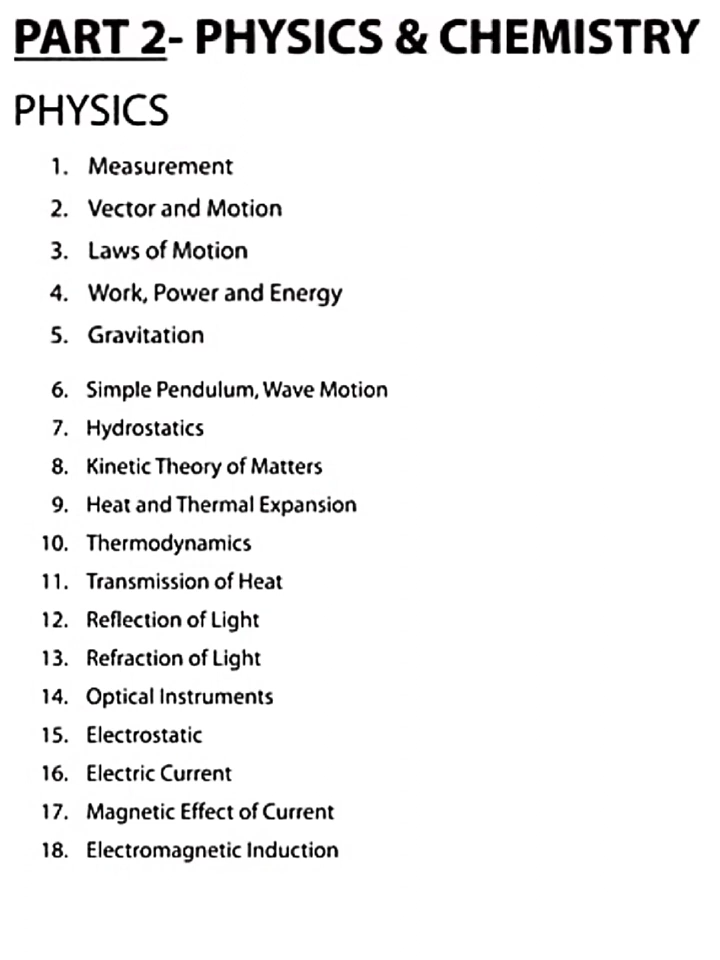 PART 2- PHYSICS & CHEMISTRY
PHYSICS
1. Measurement
2. Vector and Motion
3. Laws of Motion
4. Work, Power and Energy
5. Gravitation
6. Simple Pendulum, Wave Motion
7. Hydrostatics
8. Kinetic Theory of Matters
9. Heat and Thermal Expansion
10. Thermodynamics
11. Transmission of Heat
12. Reflection of Light
13. Refraction of Light
14. Optical Instruments
15. Electrostatic
16. Electric Current
17. Magnetic Effect of Current
18. Electromagnetic Induction